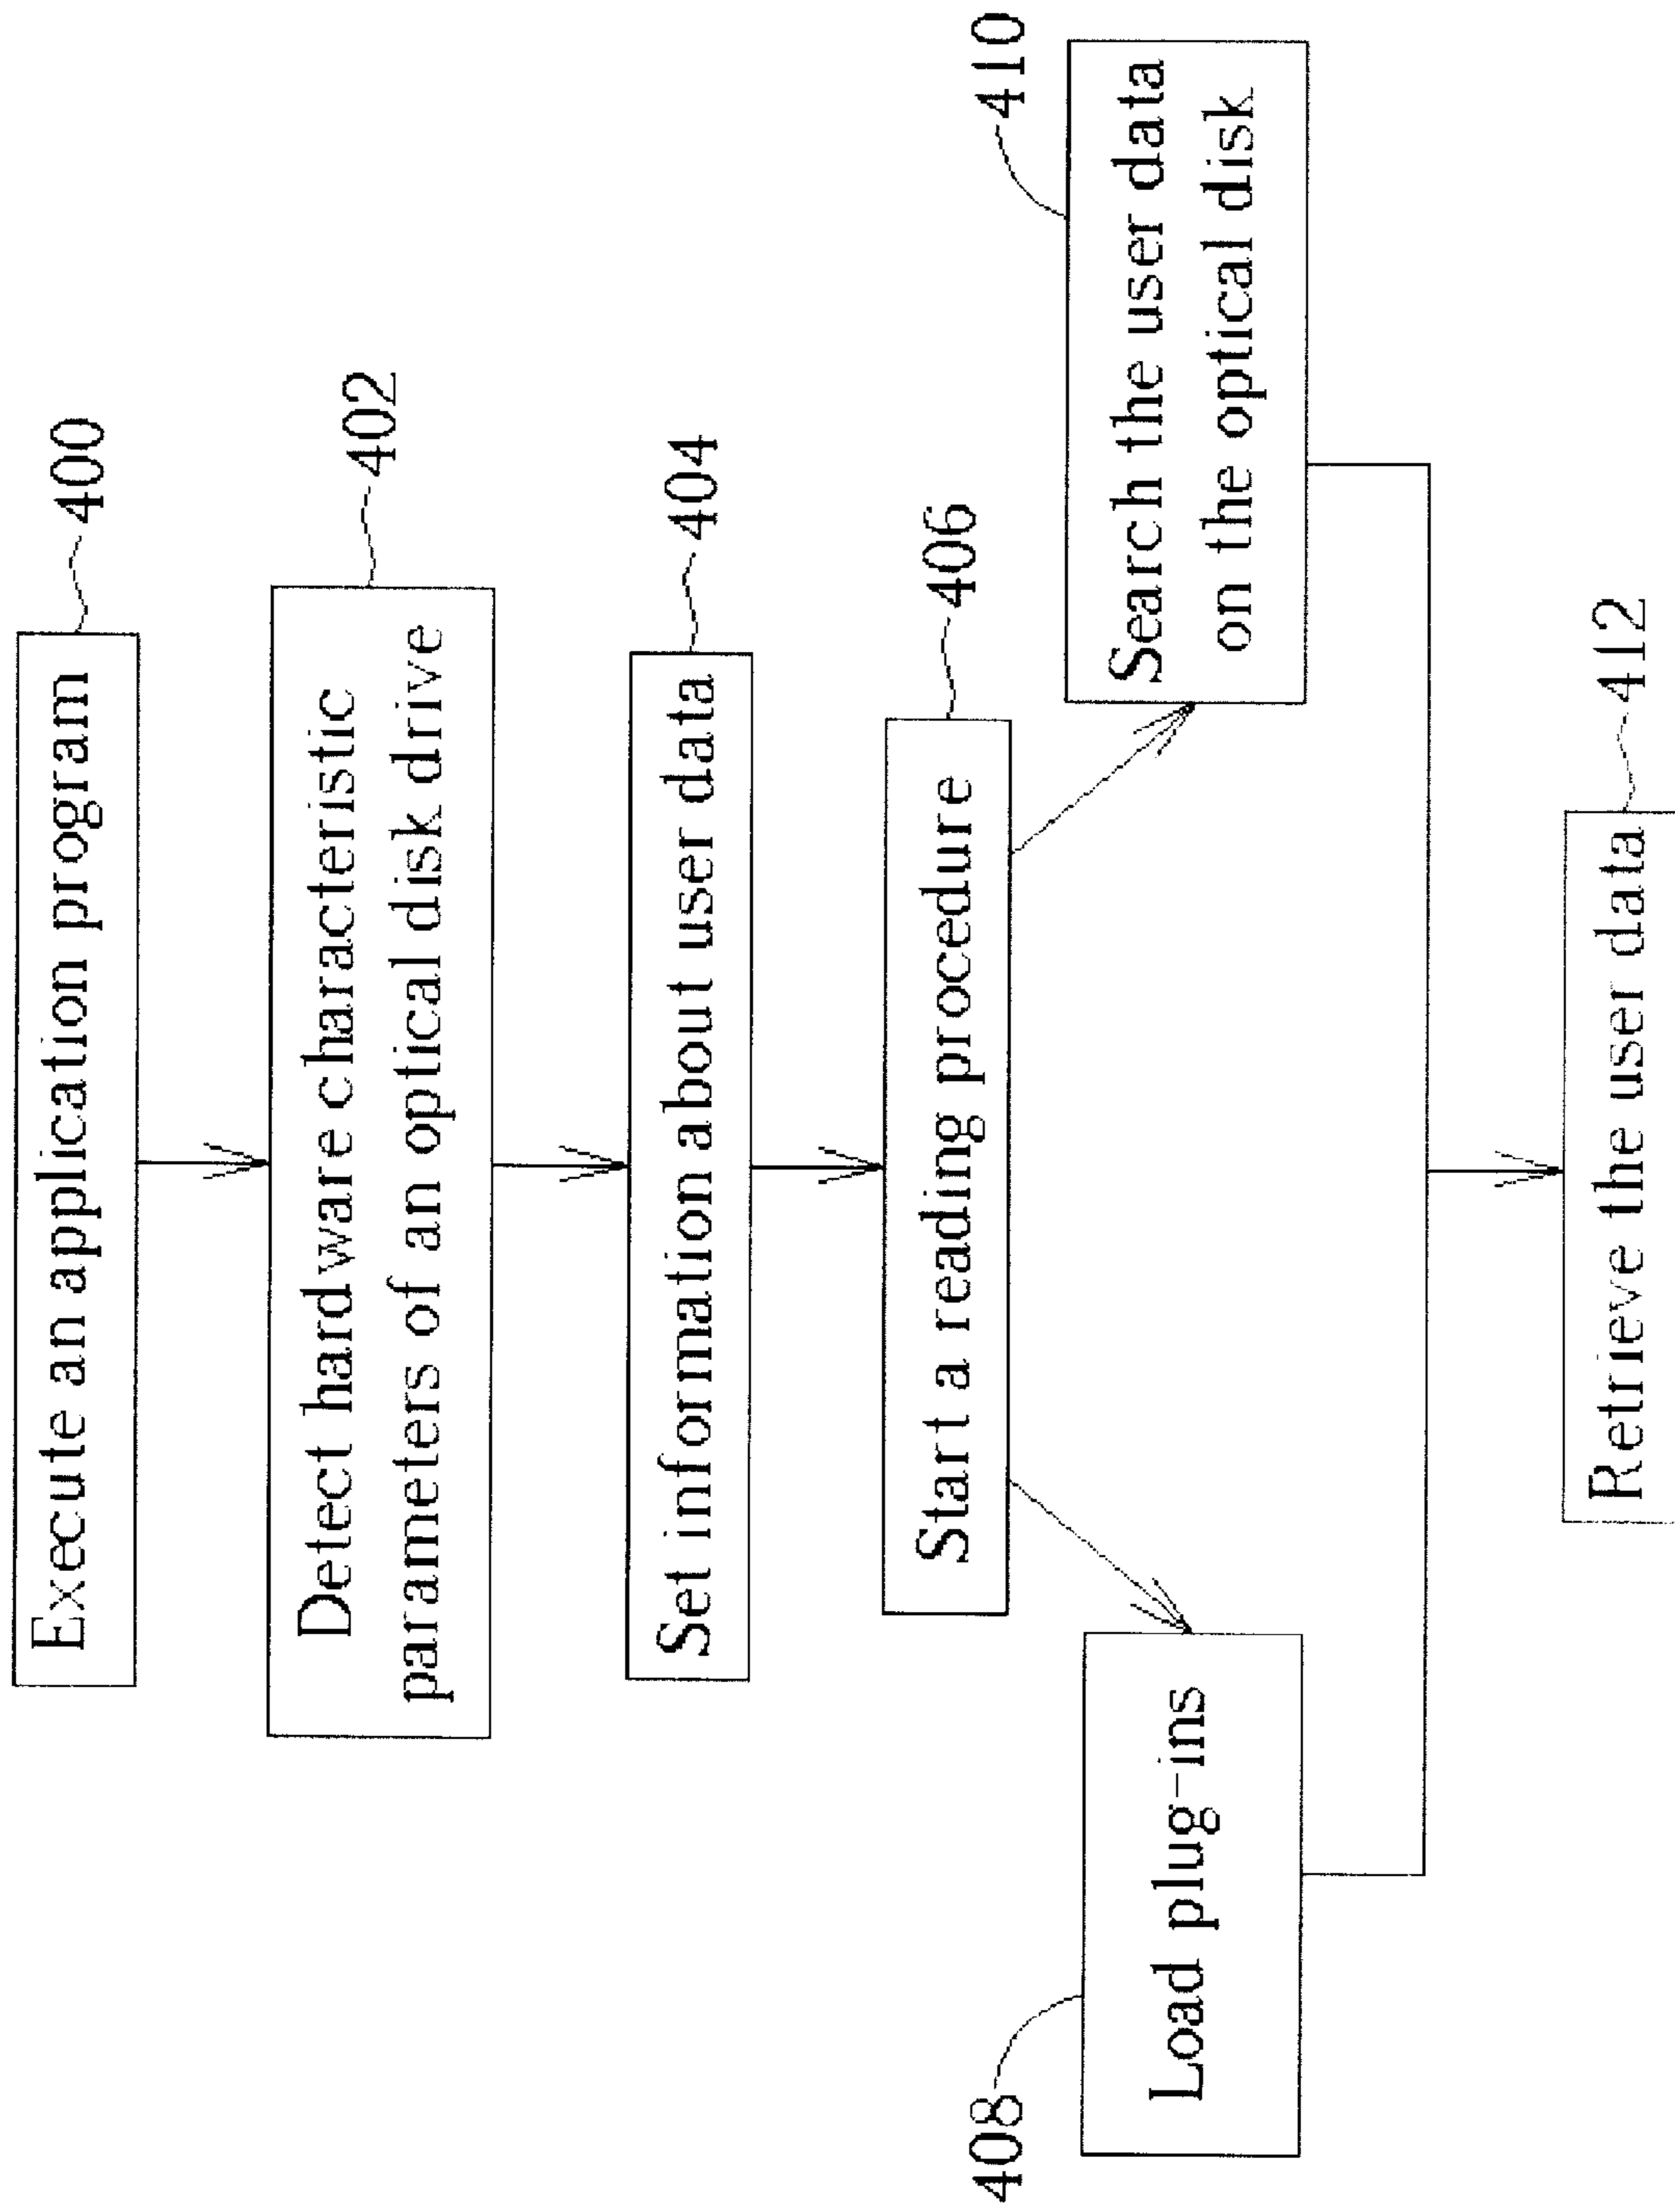 Execute an application program
400
Detect hardware characteristic
parameters of an optical disk drive
402
Set information about user data
404
Start a reading procedure
406
408
Load plug-ins
410
Search the user data
on the optical disk
Retrieve the user data
412